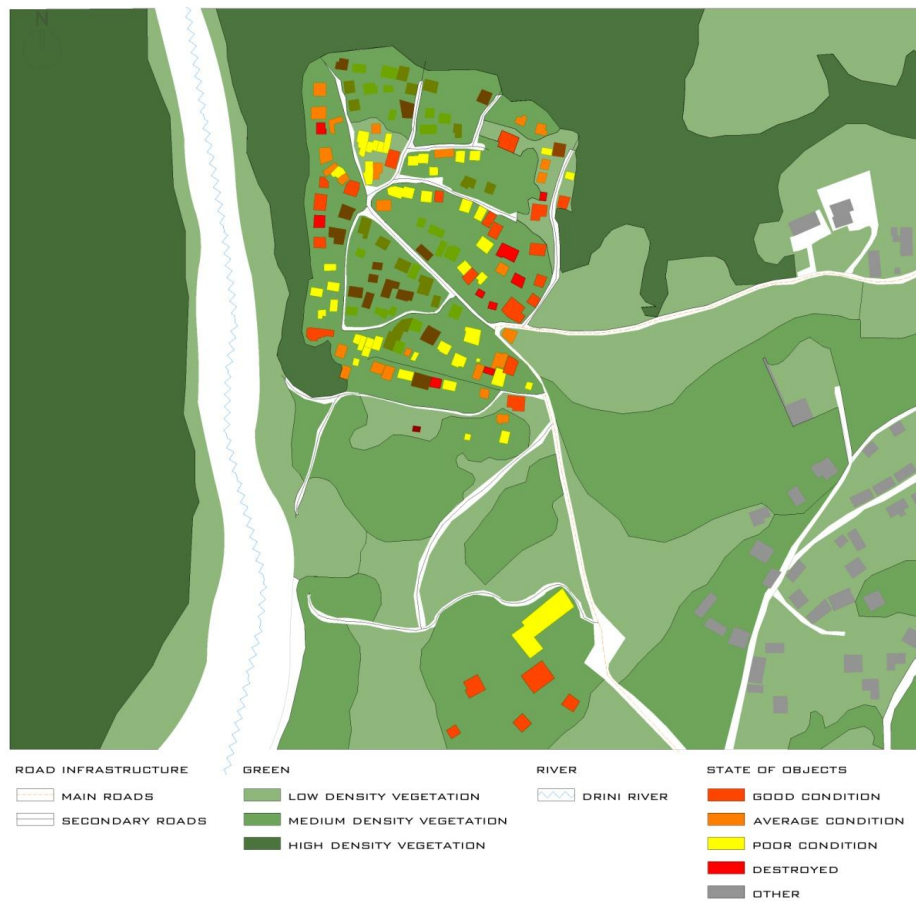 N
ROAD INFRASTRUCTURE
MAIN ROADS
SECONDARY ROADS
GREEN
LOW DENSITY VEGETATION
MEDIUM DENSITY VEGETATION
HIGH DENSITY VEGETATION
RIVER
DRINI RIVER
STATE OF OBJECTS
GOOD CONDITION
AVERAGE CONDITION
POOR CONDITION
DESTROYED
OTHER